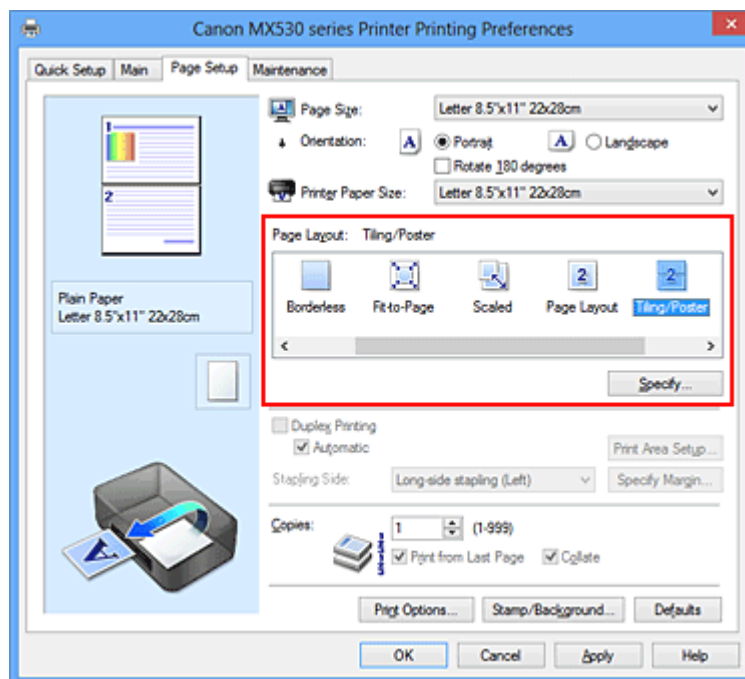 Canon MX530 series Printer Printing Preferences
Quick Setup Main Page Setup Maintenance
1
2
Plain Paper
Letter 8.5"x11" 22x28cm
Page Size: Letter 8.5"x11" 22x28cm
Orientation: A Portrait A Landscape
Rotate 180 degrees
Printer Paper Size: Letter 8.5"x11" 22x28cm
Page Layout: Tiling/Poster
2 2
Borderless Fit-to-Page Scaled Page Layout Tiling/Poster
Specify...
Duplex Printing
Automatic Print Area Setup...
Stapling Side: Long-side stapling (Left) Specify Margin...
Copies: 1 (1-999)
Print from Last Page Collate
A
Print Options... Stamp/Background... Defaults
OK Cancel Apply Help